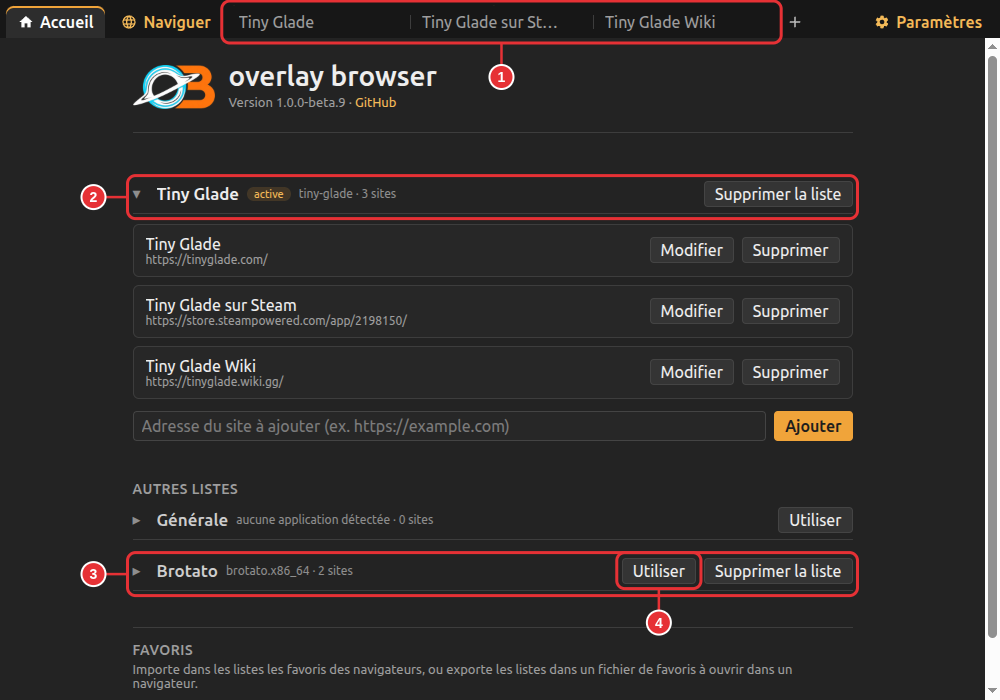 Accueil Naviguer Tiny Glade Tiny Glade sur St… Tiny Glade Wiki + Paramètres
1
overlay browser
Version 1.0.0-beta.9 · GitHub
2
Tiny Glade active tiny-glade · 3 sites Supprimer la liste
Tiny Glade
https://tinyglade.com/
Modifier Supprimer
Tiny Glade sur Steam
https://store.steampowered.com/app/2198150/
Modifier Supprimer
Tiny Glade Wiki
https://tinyglade.wiki.gg/
Modifier Supprimer
Adresse du site à ajouter (ex. https://example.com) Ajouter
AUTRES LISTES
Générale aucune application détectée · 0 sites Utiliser
3
Brotato brotato.x86_64 · 2 sites Utiliser Supprimer la liste
4
FAVORIS
Importe dans les listes les favoris des navigateurs, ou exporte les listes dans un fichier de favoris à ouvrir dans un
navigateur.